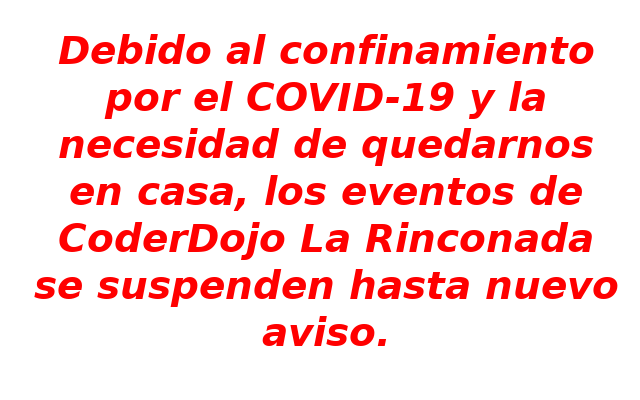 Debido al confinamiento
por el COVID-19 y la
necesidad de quedarnos
en casa, los eventos de
CoderDojo La Rinconada
se suspenden hasta nuevo
aviso.